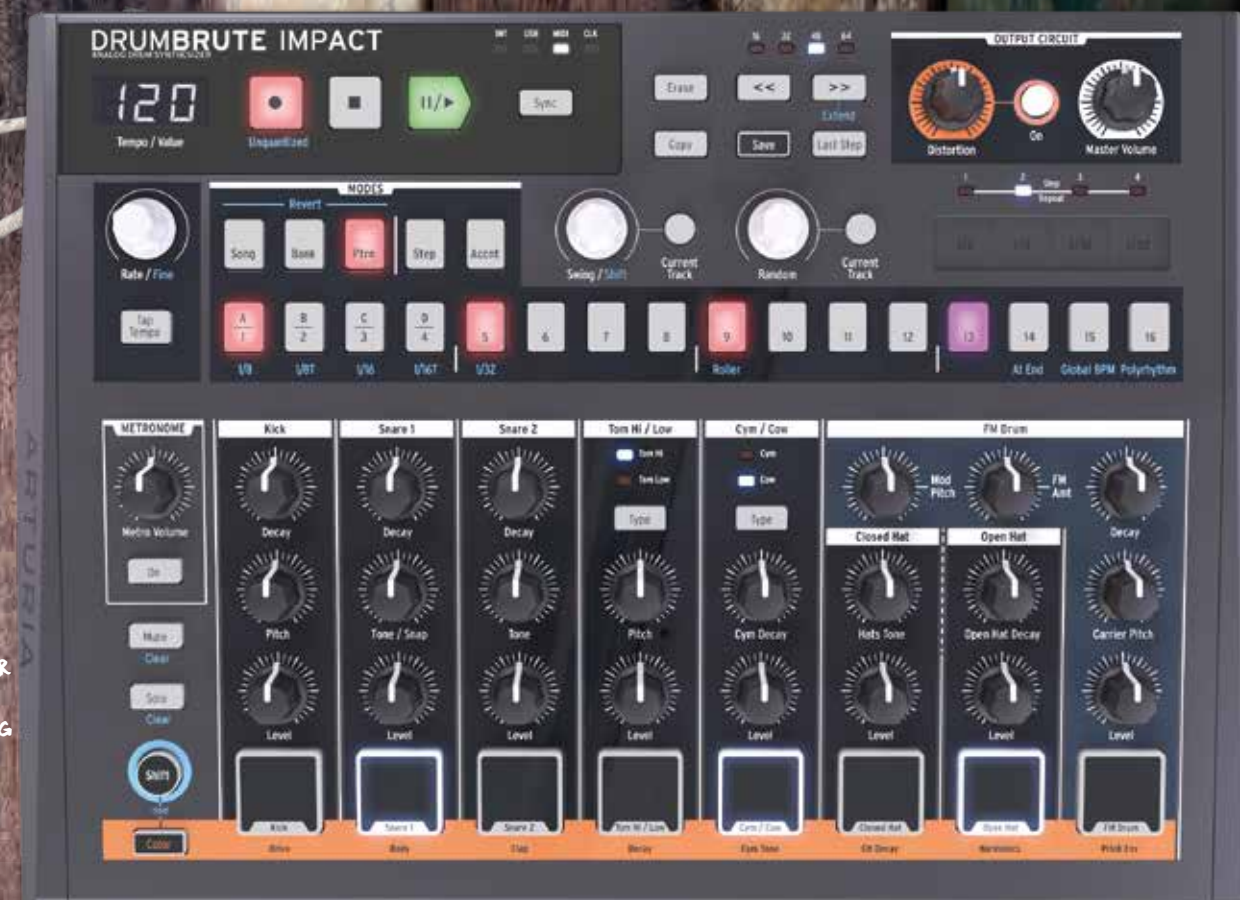 DRUMBRUTE IMPACT
ANALOG DRUM SYNTHESIZER
INT USB MIDI CLK
120
Tempo / Value
Unquantized
Sync
16 32 48 64
Erase
<<
>>
Extend
Copy
Save
Last Step
OUTPUT CIRCUIT
Distortion
On
Master Volume
1 2 3 4
Step
Repeat
Rate / Fine
Tap
Tempo
MODES
Revert
Song
Bank
Ptrn
Step
Accnt
Swing / Shift
Current
Track
Random
Current
Track
A B C D
1 2 3 4 5 6 7 8 9 10 11 12 13 14 15 16
1/8 1/8T 1/16 1/16T 1/32 Roller At End Global BPM Polyrhythm
METRONOME
Metro Volume
On
Mute
Clear
Solo
Clear
Shift
Color
Kick
Decay
Pitch
Level
Kick
Drive
Snare 1
Decay
Tone / Snap
Level
Snare 1
Body
Snare 2
Decay
Tone
Level
Snare 2
Clap
Tom Hi / Low
Tom Hi
Tom Low
Type
Pitch
Level
Tom Hi / Low
Decay
Cym / Cow
Cym
Cow
Type
Cym Decay
Level
Cym / Cow
Cym Tone
FM Drum
Mod
Pitch
FM
Amt
Decay
Closed Hat
Hats Tone
Level
Closed Hat
CH Decay
Open Hat
Open Hat Decay
Level
Open Hat
Harmonics
Carrier Pitch
Level
FM Drum
Pitch Env
ARTURIA
R
G